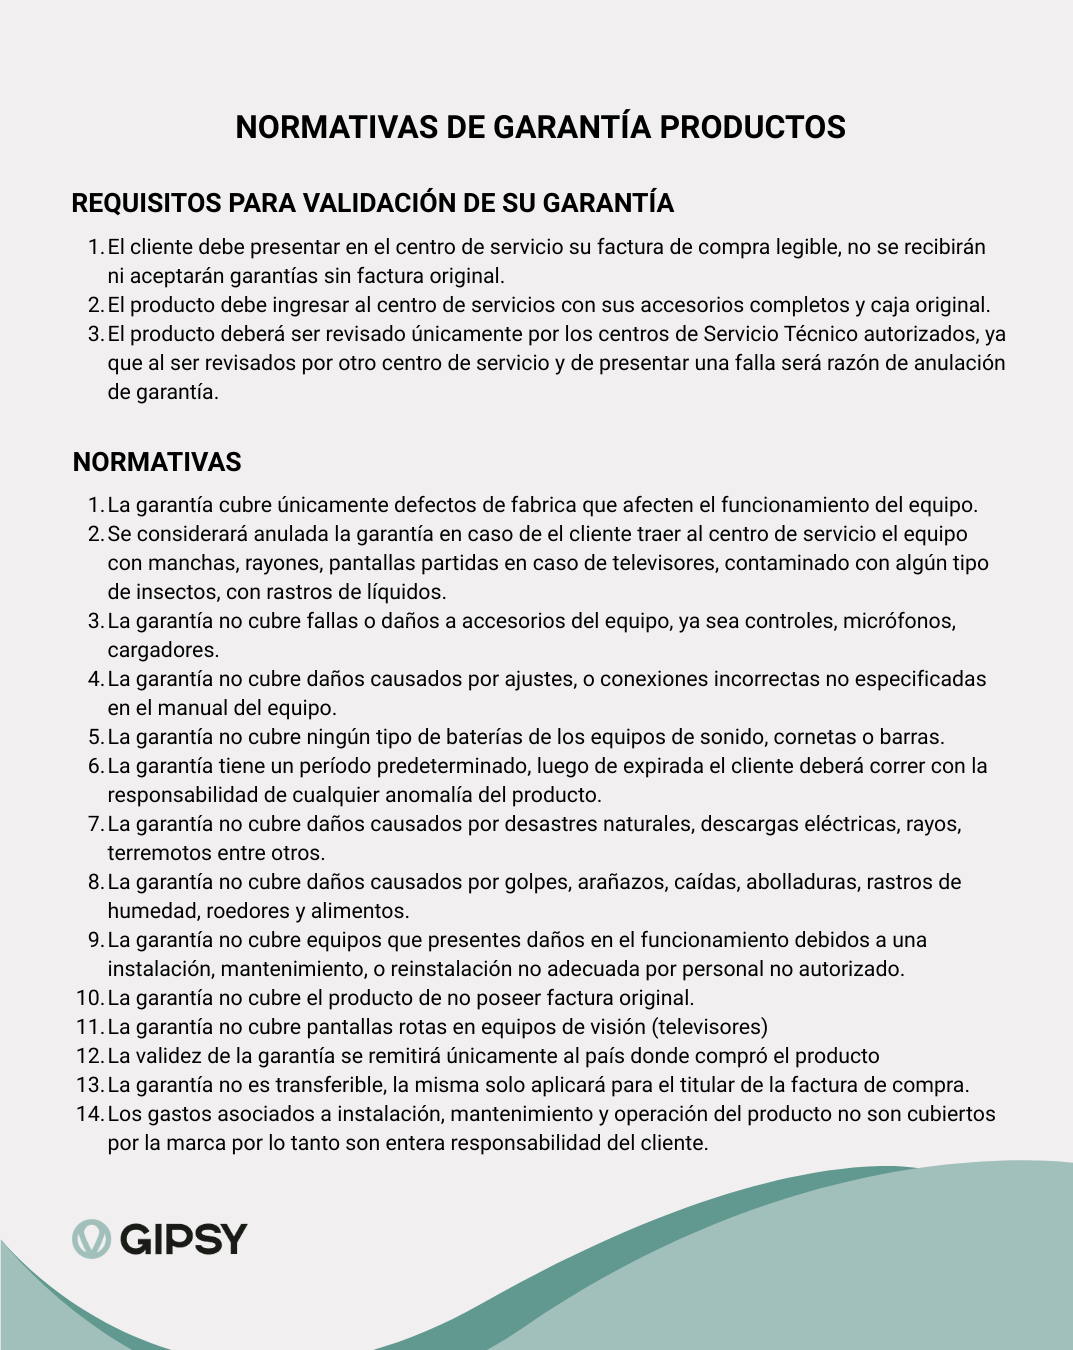 NORMATIVAS DE GARANTÍA PRODUCTOS
REQUISITOS PARA VALIDACIÓN DE SU GARANTÍA
1. El cliente debe presentar en el centro de servicio su factura de compra legible, no se recibirán
ni aceptarán garantías sin factura original.
2. El producto debe ingresar al centro de servicios con sus accesorios completos y caja original.
3. El producto deberá ser revisado únicamente por los centros de Servicio Técnico autorizados, ya
que al ser revisados por otro centro de servicio y de presentar una falla será razón de anulación
de garantía.
NORMATIVAS
1. La garantía cubre únicamente defectos de fabrica que afecten el funcionamiento del equipo.
2. Se considerará anulada la garantía en caso de el cliente traer al centro de servicio el equipo
con manchas, rayones, pantallas partidas en caso de televisores, contaminado con algún tipo
de insectos, con rastros de líquidos.
3. La garantía no cubre fallas o daños a accesorios del equipo, ya sea controles, micrófonos,
cargadores.
4. La garantía no cubre daños causados por ajustes, o conexiones incorrectas no especificadas
en el manual del equipo.
5. La garantía no cubre ningún tipo de baterías de los equipos de sonido, cornetas o barras.
6. La garantía tiene un período predeterminado, luego de expirada el cliente deberá correr con la
responsabilidad de cualquier anomalía del producto.
7. La garantía no cubre daños causados por desastres naturales, descargas eléctricas, rayos,
terremotos entre otros.
8. La garantía no cubre daños causados por golpes, arañazos, caídas, abolladuras, rastros de
humedad, roedores y alimentos.
9. La garantía no cubre equipos que presentes daños en el funcionamiento debidos a una
instalación, mantenimiento, o reinstalación no adecuada por personal no autorizado.
10. La garantía no cubre el producto de no poseer factura original.
11. La garantía no cubre pantallas rotas en equipos de visión (televisores)
12. La validez de la garantía se remitirá únicamente al país donde compró el producto
13. La garantía no es transferible, la misma solo aplicará para el titular de la factura de compra.
14. Los gastos asociados a instalación, mantenimiento y operación del producto no son cubiertos
por la marca por lo tanto son entera responsabilidad del cliente.
GIPSY